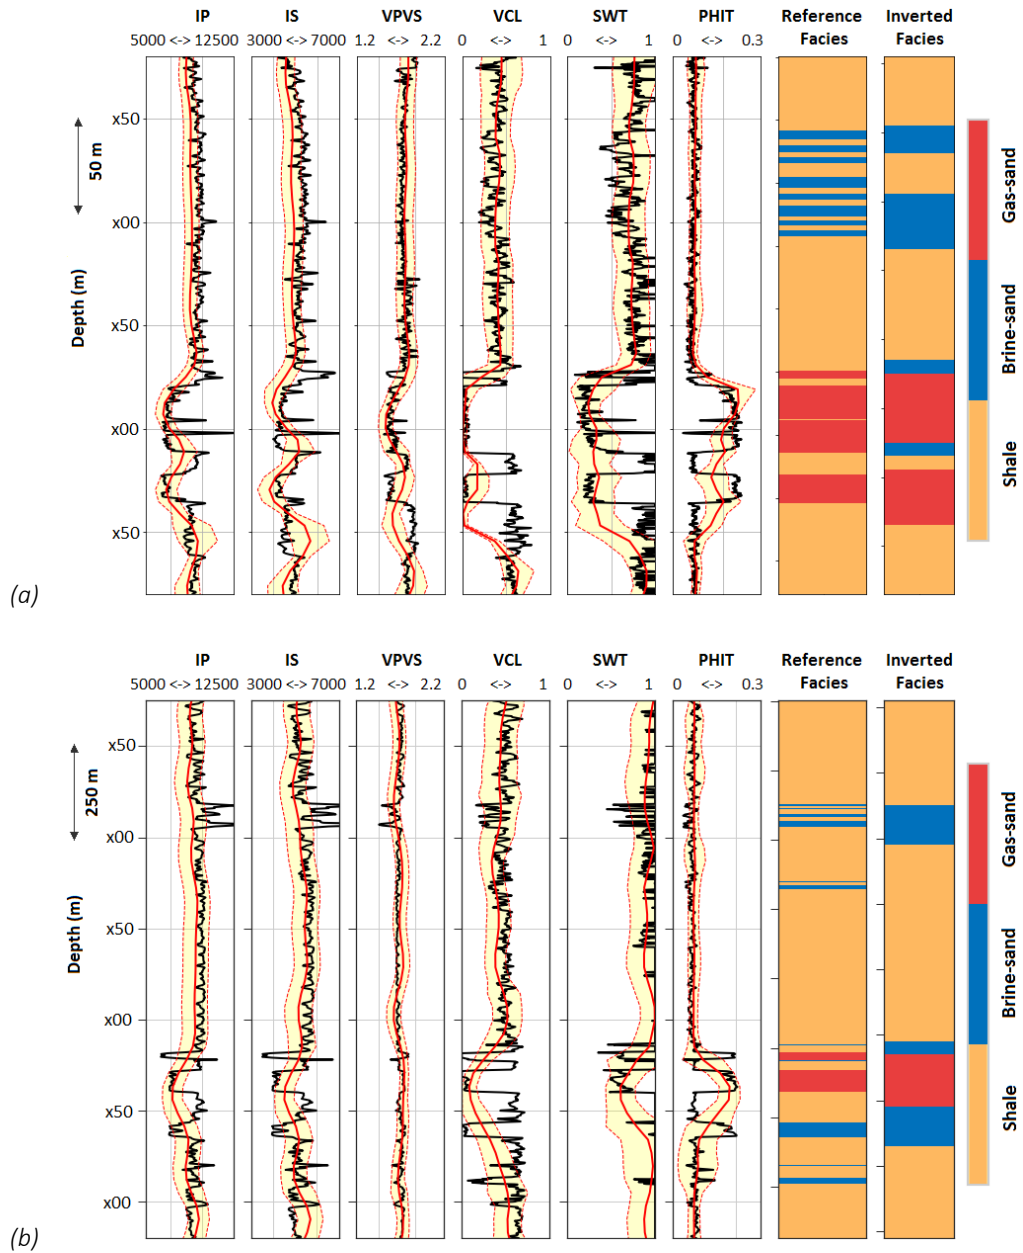 IP IS VPVS VCL SWT PHIT Reference Inverted
5000 <-> 12500 3000 <-> 7000 1.2 <-> 2.2 0 <-> 1 0 <-> 1 0 <-> 0.3 Facies Facies
x50
50 m
x00
Depth (m)
x50
x00
x50
Gas-sand
Brine-sand
Shale
(a)
IP IS VPVS VCL SWT PHIT Reference Inverted
5000 <-> 12500 3000 <-> 7000 1.2 <-> 2.2 0 <-> 1 0 <-> 1 0 <-> 0.3 Facies Facies
x50
250 m
x00
Depth (m)
x50
x00
x50
x00
Gas-sand
Brine-sand
Shale
(b)